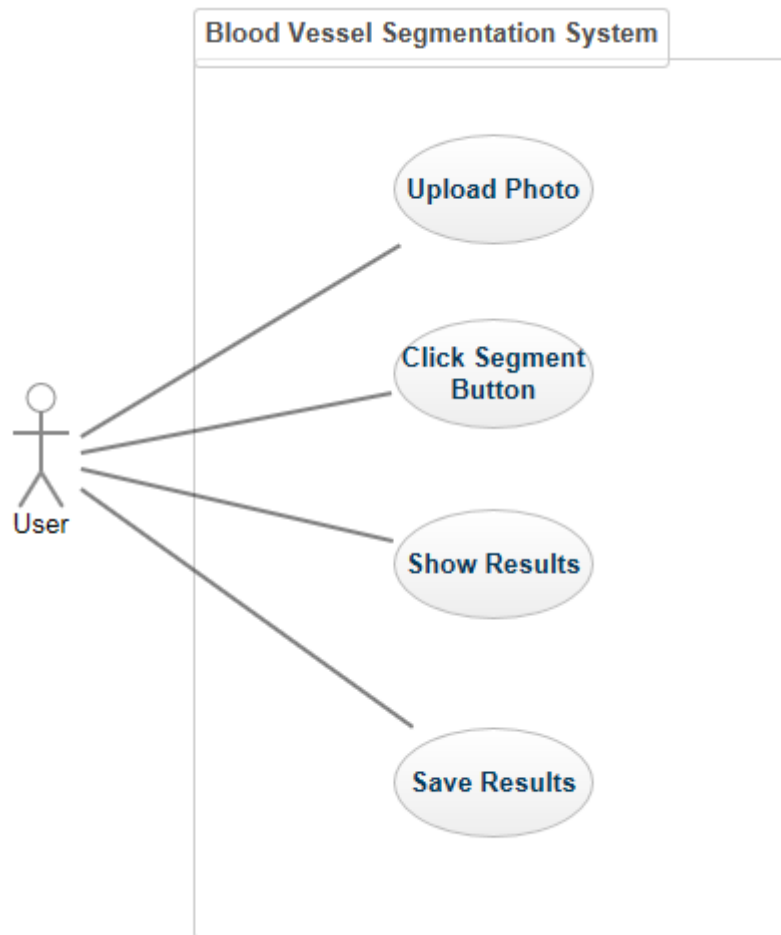 Blood Vessel Segmentation System
Upload Photo
Click Segment
Button
User
Show Results
Save Results